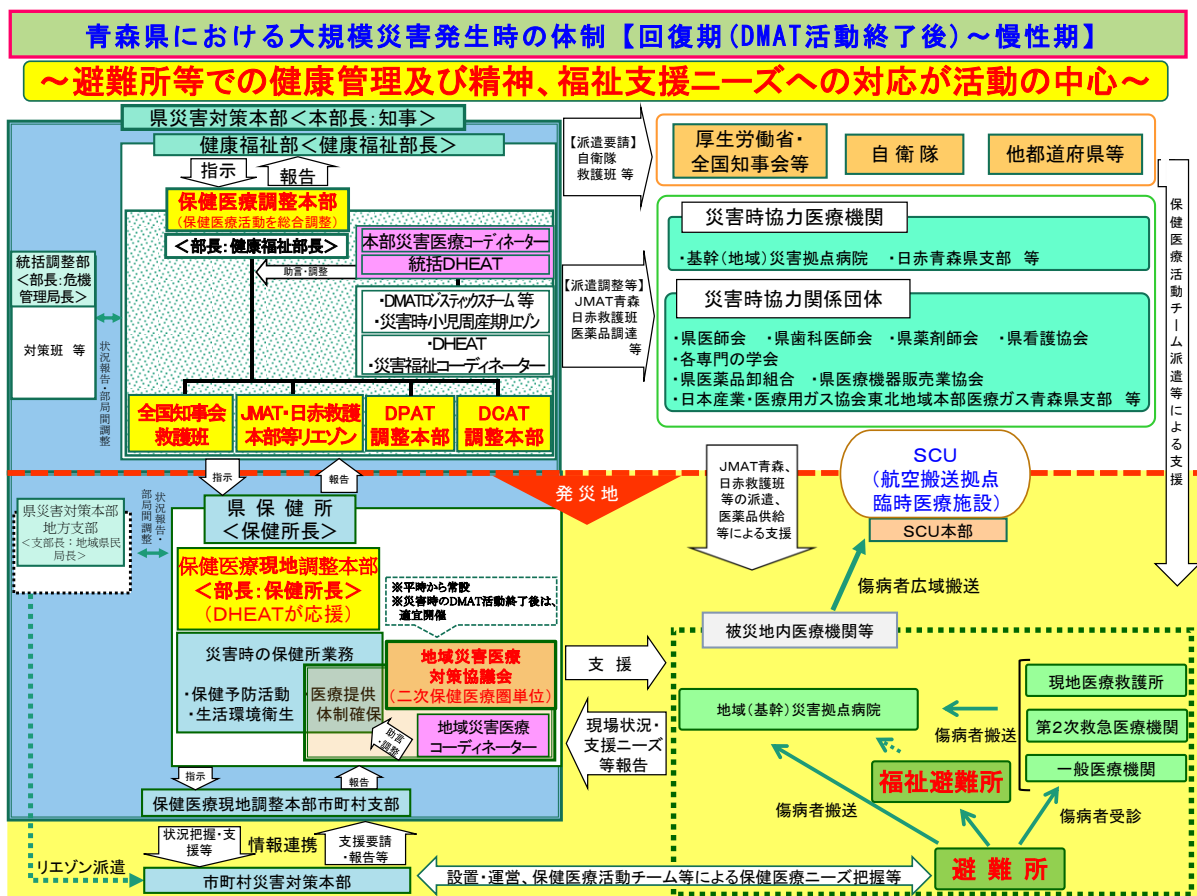 青森県における大規模災害発生時の体制【回復期(DMAT活動終了後)～慢性期】
～避難所等での健康管理及び精神、福祉支援ニーズへの対応が活動の中心～
県災害対策本部＜本部長：知事＞
健康福祉部＜健康福祉部長＞
指示
報告
保健医療調整本部
(保健医療活動を総合調整)
＜部長：健康福祉部長＞
本部災害医療コーディネーター
統括DHEAT
助言・調整
・DMATロジスティックスチーム 等
・災害時小児周産期リエゾン
・DHEAT
・災害福祉コーディネーター
統括調整部
＜部長：危機
管理局長＞
対策班 等
状況報告・部局間調整
全国知事会
救護班
JMAT・日赤救護
本部等リエゾン
DPAT
調整本部
DCAT
調整本部
【派遣要請】
自衛隊
救護班 等
厚生労働省・
全国知事会等
自衛隊
他都道府県等
【派遣調整等】
JMAT青森
日赤救護班
医薬品調達
等
災害時協力医療機関
・基幹(地域)災害拠点病院 ・日赤青森県支部 等
災害時協力関係団体
・県医師会 ・県歯科医師会 ・県薬剤師会 ・県看護協会
・各専門の学会
・県医薬品卸組合 ・県医療機器販売業協会
・日本産業・医療用ガス協会東北地域本部医療ガス青森県支部 等
保健医療活動チーム派遣等による支援
指示
報告
発災地
JMAT青森、
日赤救護班
等の派遣、
医薬品供給
等による支援
SCU
(航空搬送拠点
臨時医療施設)
SCU本部
傷病者広域搬送
県災害対策本部
地方支部
＜支部長：地域県民
局長＞
状況報告・
部局間調整
県保健所
＜保健所長＞
保健医療現地調整本部
＜部長：保健所長＞
(DHEATが応援)
※平時から常設
※災害時のDMAT活動終了後は、
適宜開催
災害時の保健所業務
・保健予防活動
・生活環境衛生
・医療提供
体制確保
地域災害医療
対策協議会
(二次保健医療圏単位)
助言・調整
地域災害医療
コーディネーター
支援
現場状況・
支援ニーズ
等報告
被災地内医療機関等
地域(基幹)災害拠点病院
傷病者搬送
現地医療救護所
第2次救急医療機関
一般医療機関
福祉避難所
傷病者搬送
傷病者受診
避難所
指示
報告
保健医療現地調整本部市町村支部
状況把握・支
援等
情報連携
支援要請
・報告等
リエゾン派遣
市町村災害対策本部
設置・運営、保健医療活動チーム等による保健医療ニーズ把握等